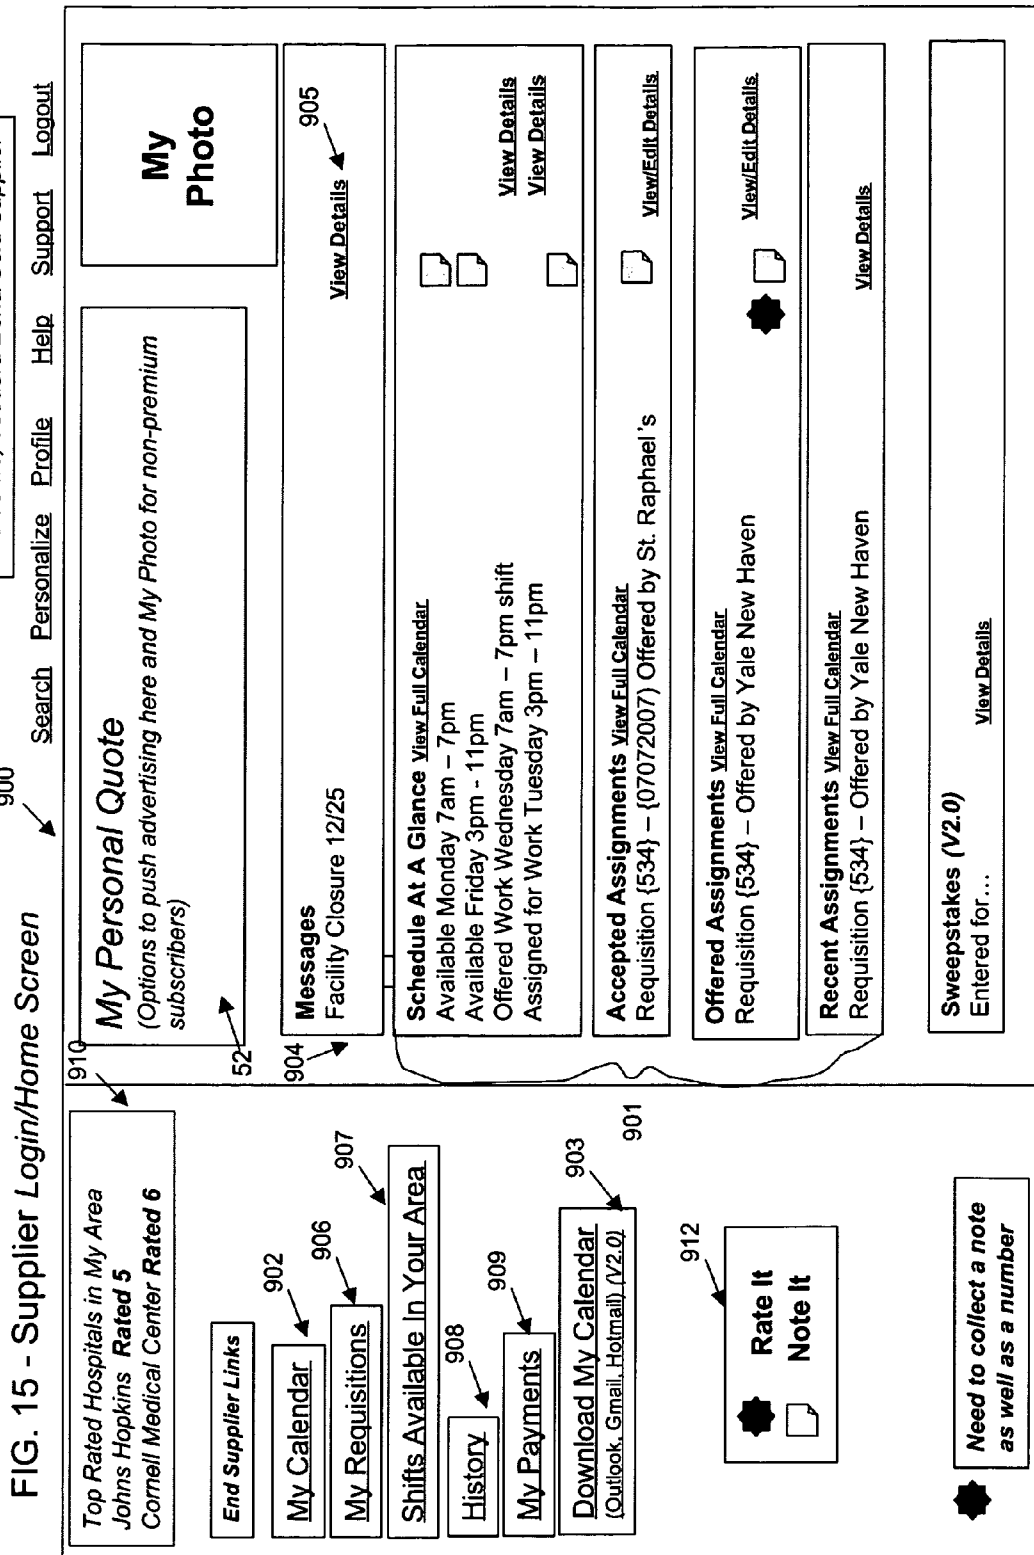 FIG. 15 - Supplier Login/Home Screen
900
Search Personalize Profile Help Support Logout
910
Top Rated Hospitals in My Area
Johns Hopkins Rated 5
Cornell Medical Center Rated 6
End Supplier Links
My Calendar
902
My Requisitions
906
Shifts Available In Your Area
907
History
908
My Payments
909
Download My Calendar
(Outlook, Gmail, Hotmail) (V2.0)
903
901
912
Rate It
Note It
Need to collect a note
as well as a number
My Personal Quote
(Options to push advertising here and My Photo for non-premium
subscribers)
52
My
Photo
904
Messages
Facility Closure 12/25
View Details
905
Schedule At A Glance View Full Calendar
Available Monday 7am – 7pm
Available Friday 3pm - 11pm
Offered Work Wednesday 7am – 7pm shift View Details
Assigned for Work Tuesday 3pm – 11pm View Details
Accepted Assignments View Full Calendar
Requisition {534} – {07072007) Offered by St. Raphael's View/Edit Details
Offered Assignments View Full Calendar
Requisition {534} – Offered by Yale New Haven View/Edit Details
Recent Assignments View Full Calendar
Requisition {534} – Offered by Yale New Haven View Details
Sweepstakes (V2.0)
Entered for... View Details